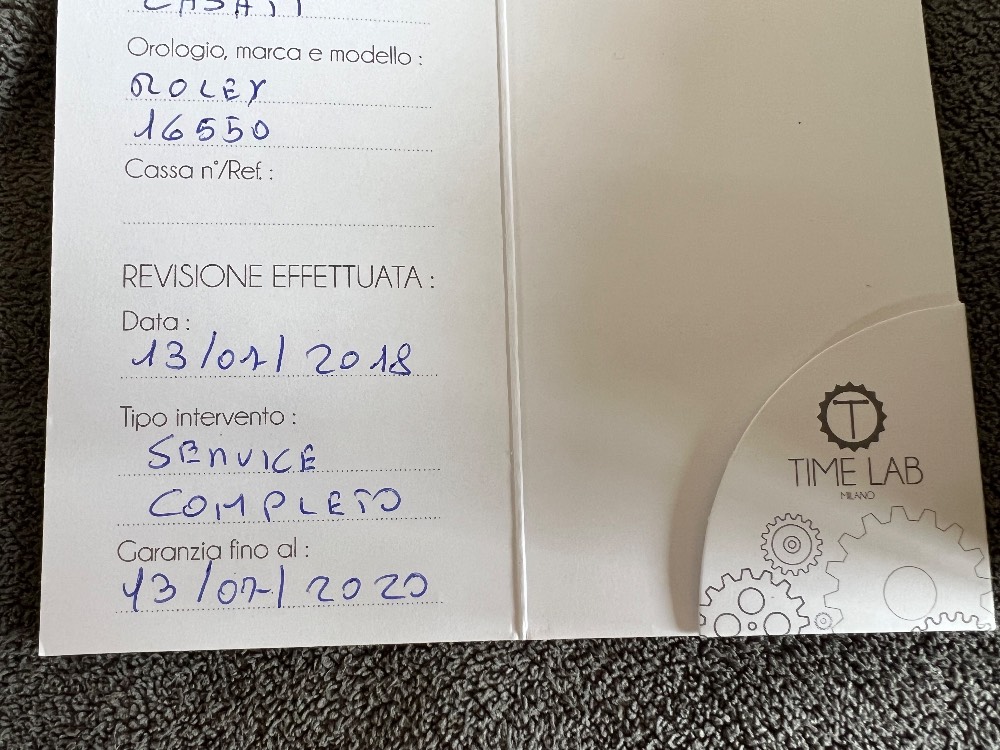 CASATI
Orologio, marca e modello :
ROLEX
16550
Cassa n°/Ref. :
REVISIONE EFFETTUATA :
Data :
13/07/2018
Tipo intervento :
SERVICE
COMPLETO
Garanzia fino al :
13/07/2020
T
TIME LAB
MILANO